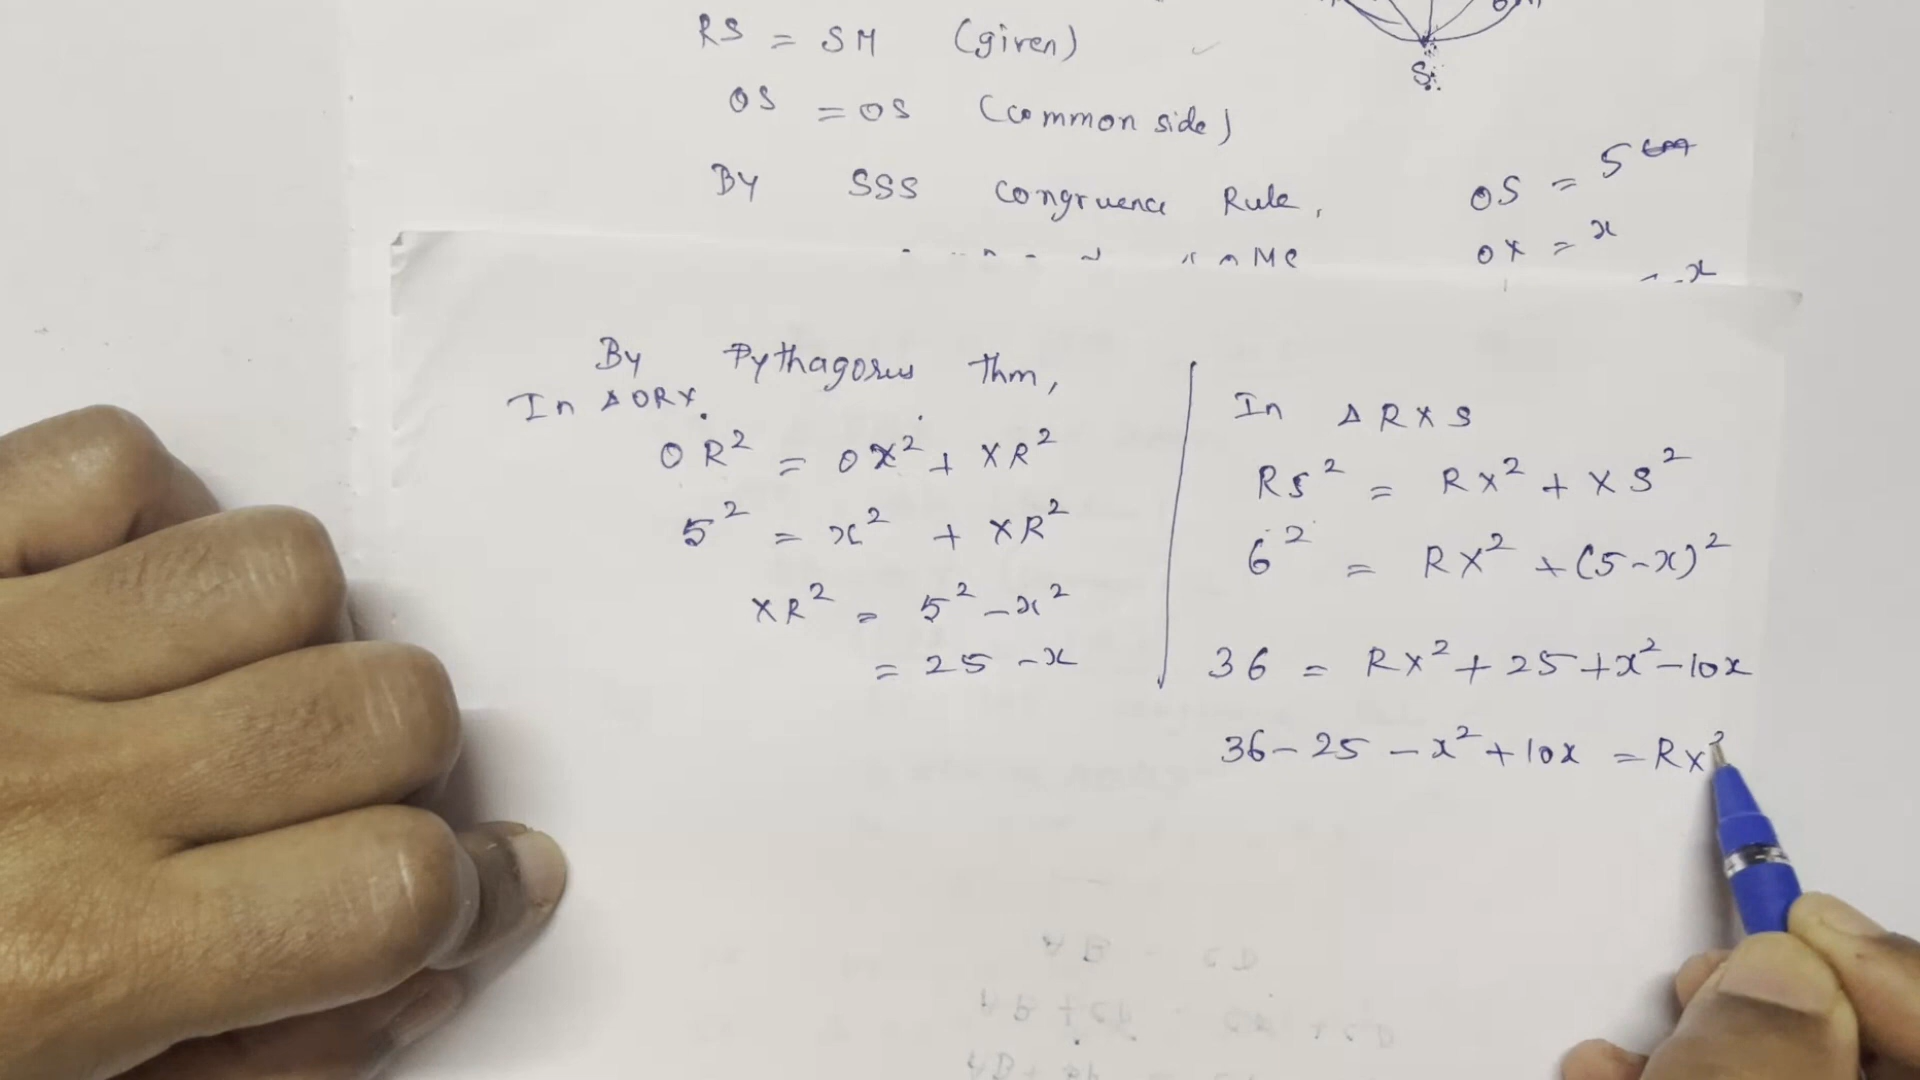 RS = SM (given)
S
OS = OS (common side)
By SSS Congruence Rule,
OS = 5
OX = x
x
By Pythagorus Thm,
In Δ ORX.
OR² = OX² + XR²
5² = x² + XR²
XR² = 5² - x²
= 25 - x
In Δ RXS
RS² = RX² + XS²
6² = RX² + (5-x)²
36 = RX² + 25 + x² - 10x
36 - 25 - x² + 10x = RX²